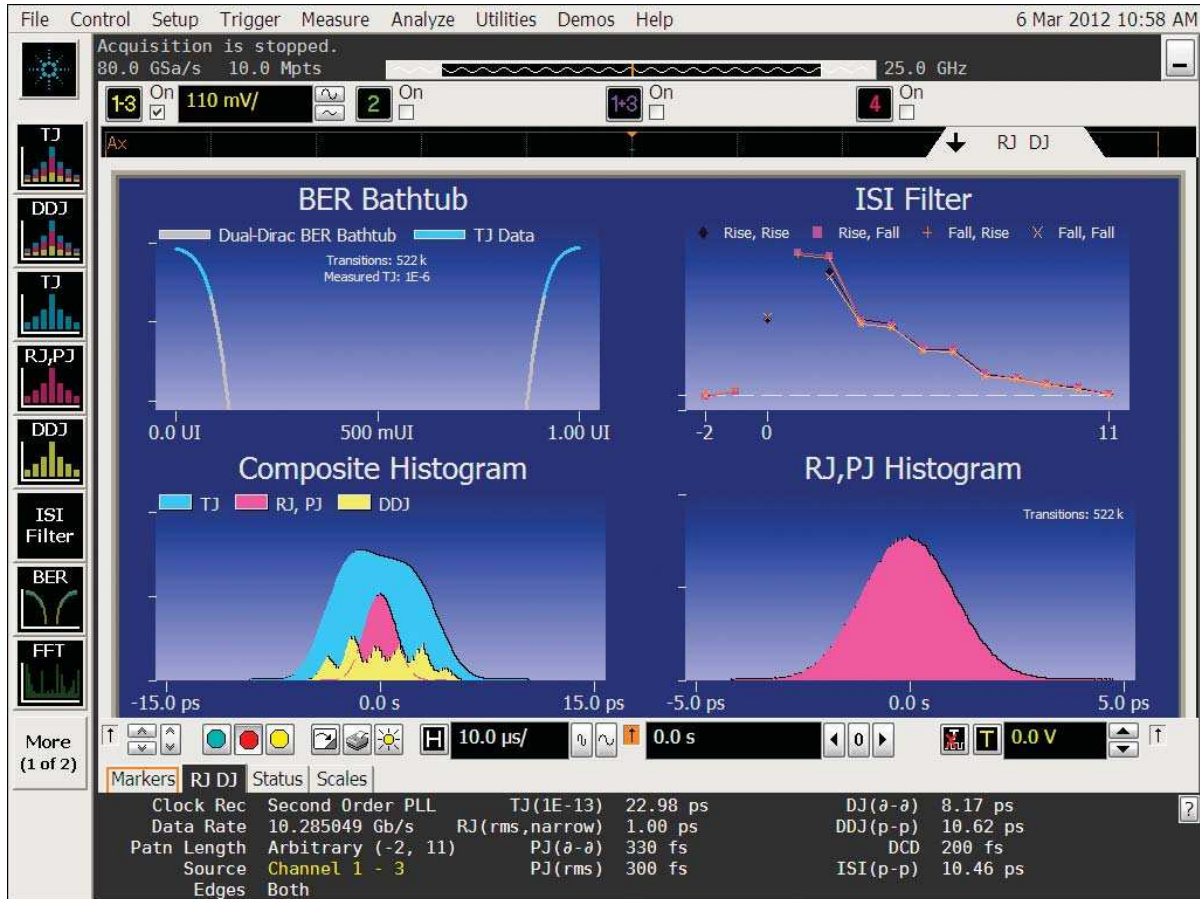 File Control Setup Trigger Measure Analyze Utilities Demos Help 6 Mar 2012 10:58 AM
Acquisition is stopped.
80.0 GSa/s 10.0 Mpts 25.0 GHz
1-3 On 110 mV/ 2 On 1+3 On 4 On
Ax RJ DJ
TJ
DDJ
TJ
RJ,PJ
DDJ
ISI
Filter
BER
FFT
More
(1 of 2)
BER Bathtub
Dual-Dirac BER Bathtub TJ Data
Transitions: 522 k
Measured TJ: 1E-6
0.0 UI 500 mUI 1.00 UI
ISI Filter
Rise, Rise Rise, Fall Fall, Rise Fall, Fall
-2 0 11
Composite Histogram
TJ RJ, PJ DDJ
-15.0 ps 0.0 s 15.0 ps
RJ,PJ Histogram
Transitions: 522 k
-5.0 ps 0.0 s 5.0 ps
H 10.0 µs/ 0.0 s 0 T 0.0 V
Markers RJ DJ Status Scales
Clock Rec Second Order PLL TJ(1E-13) 22.98 ps DJ(∂-∂) 8.17 ps
Data Rate 10.285049 Gb/s RJ(rms,narrow) 1.00 ps DDJ(p-p) 10.62 ps
Patn Length Arbitrary (-2, 11) PJ(∂-∂) 330 fs DCD 200 fs
Source Channel 1 - 3 PJ(rms) 300 fs ISI(p-p) 10.46 ps
Edges Both
?